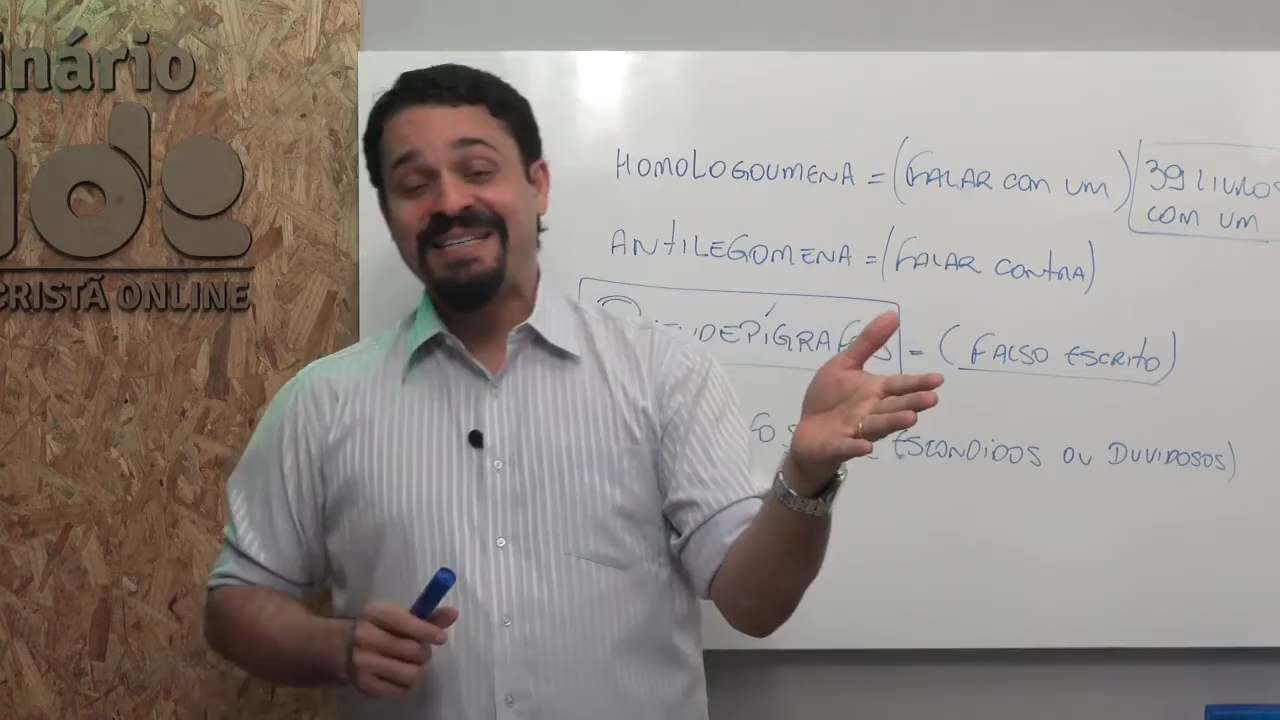 inário
ide
CRISTÃ ONLINE
HOMOLOGOUMENA = (FALAR COM UM)
39 LIVROS
COM UM
ANTILEGOMENA = (FALAR CONTRA)
= (FALSO ESCRITO)
ESCONDIDOS OU DUVIDOSOS)